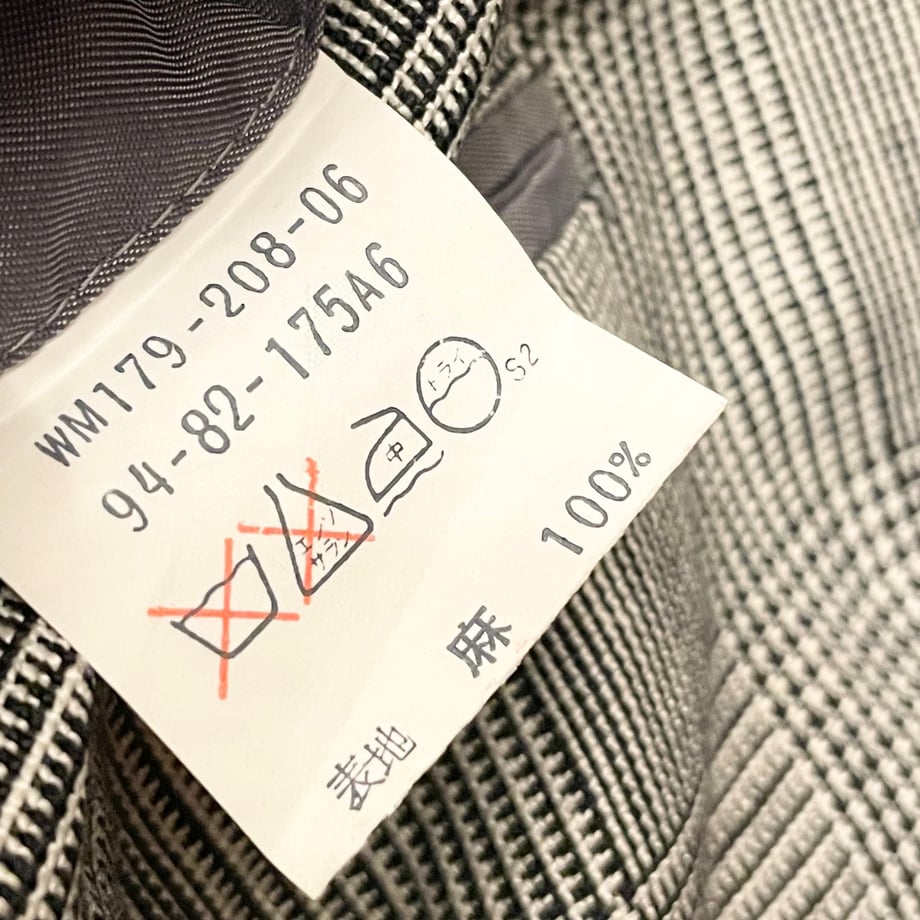 WM179-208-06
94-82-175A6
エンソ
サラシ
中
ドライ
S2
表地 麻 100%